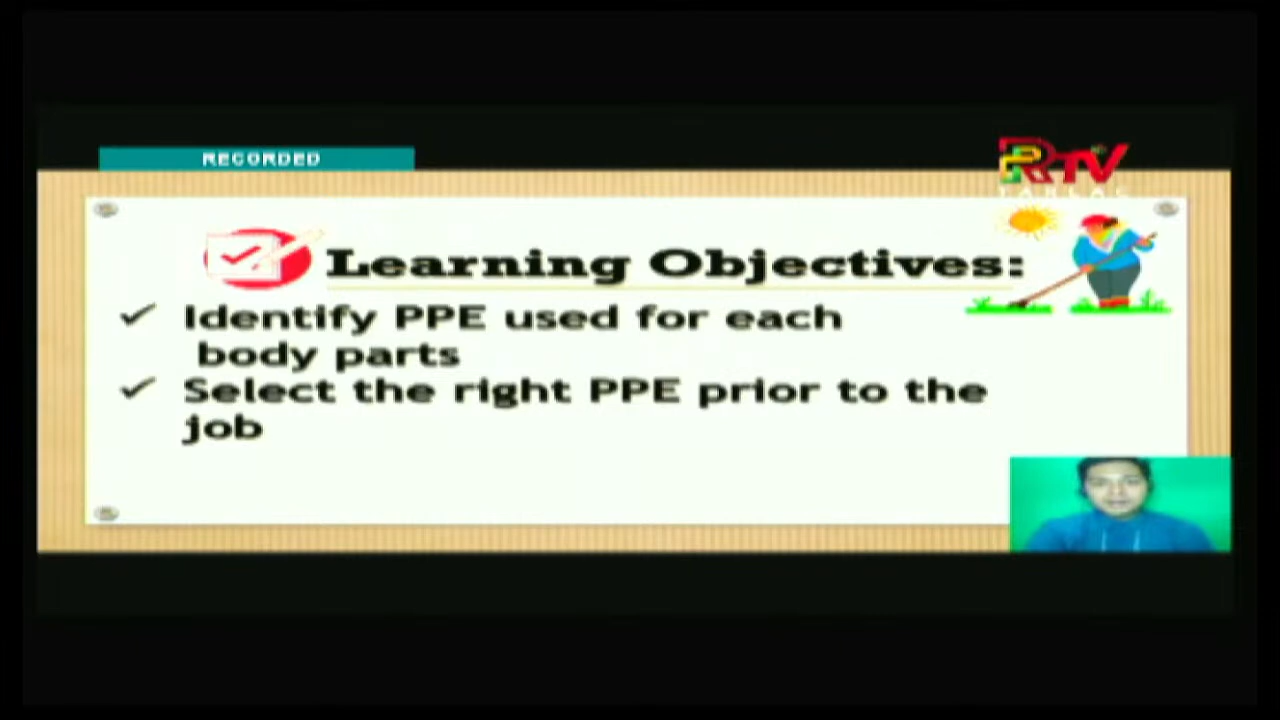 RECORDED
RTV
TARLAC
Learning Objectives:
✓ Identify PPE used for each
body parts
✓ Select the right PPE prior to the
job